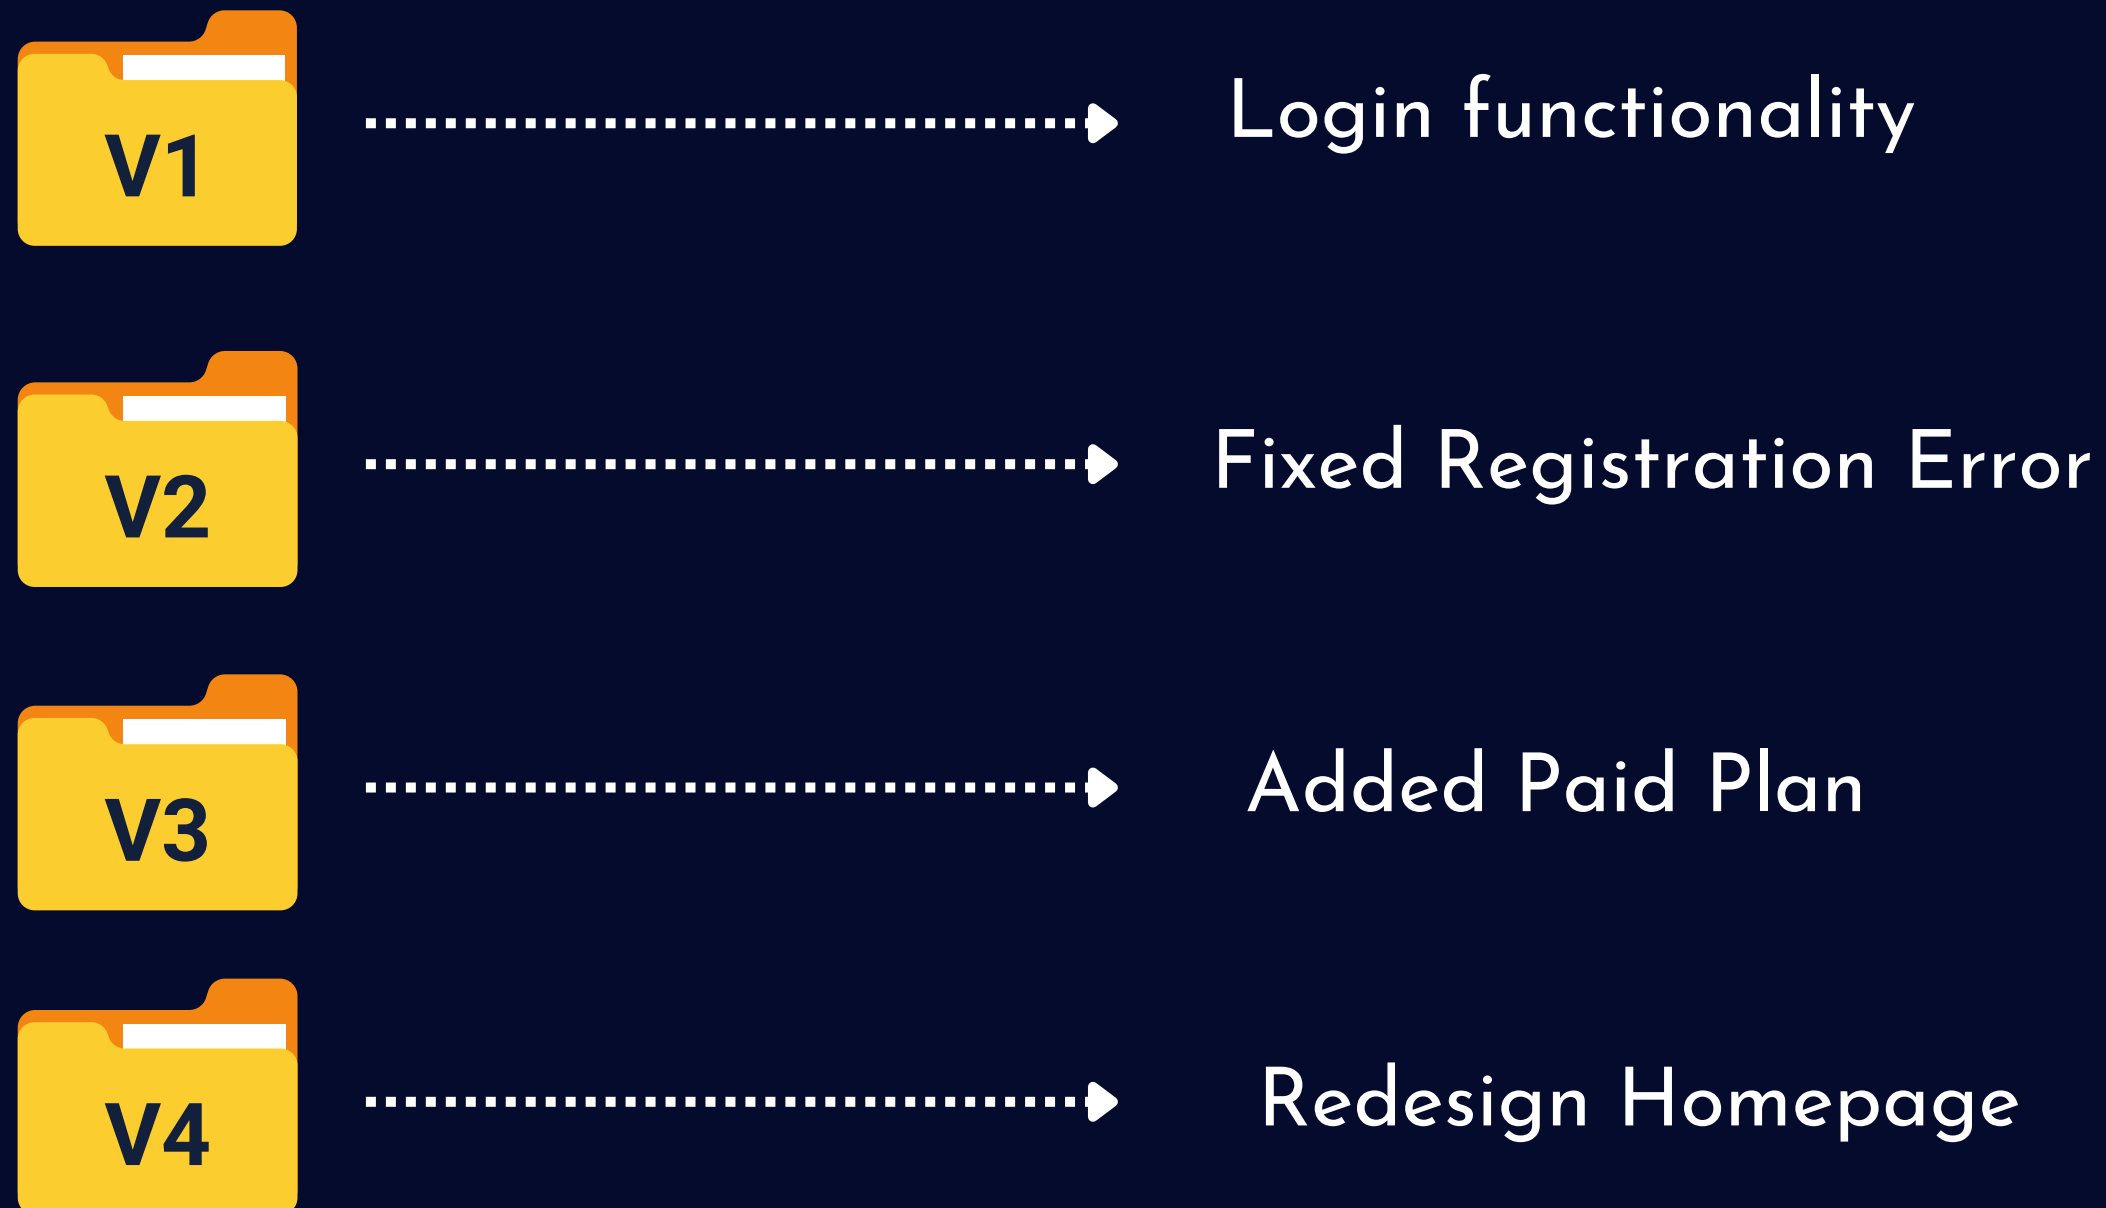 V1
Login functionality
V2
Fixed Registration Error
V3
Added Paid Plan
V4
Redesign Homepage